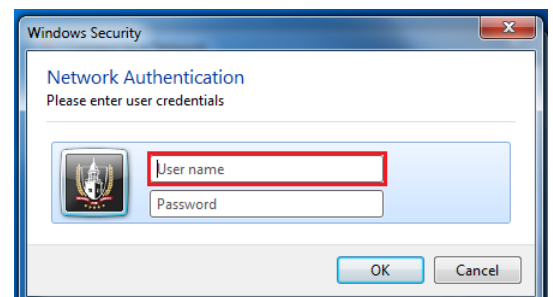 Windows Security
Network Authentication
Please enter user credentials
User name
Password
OK
Cancel